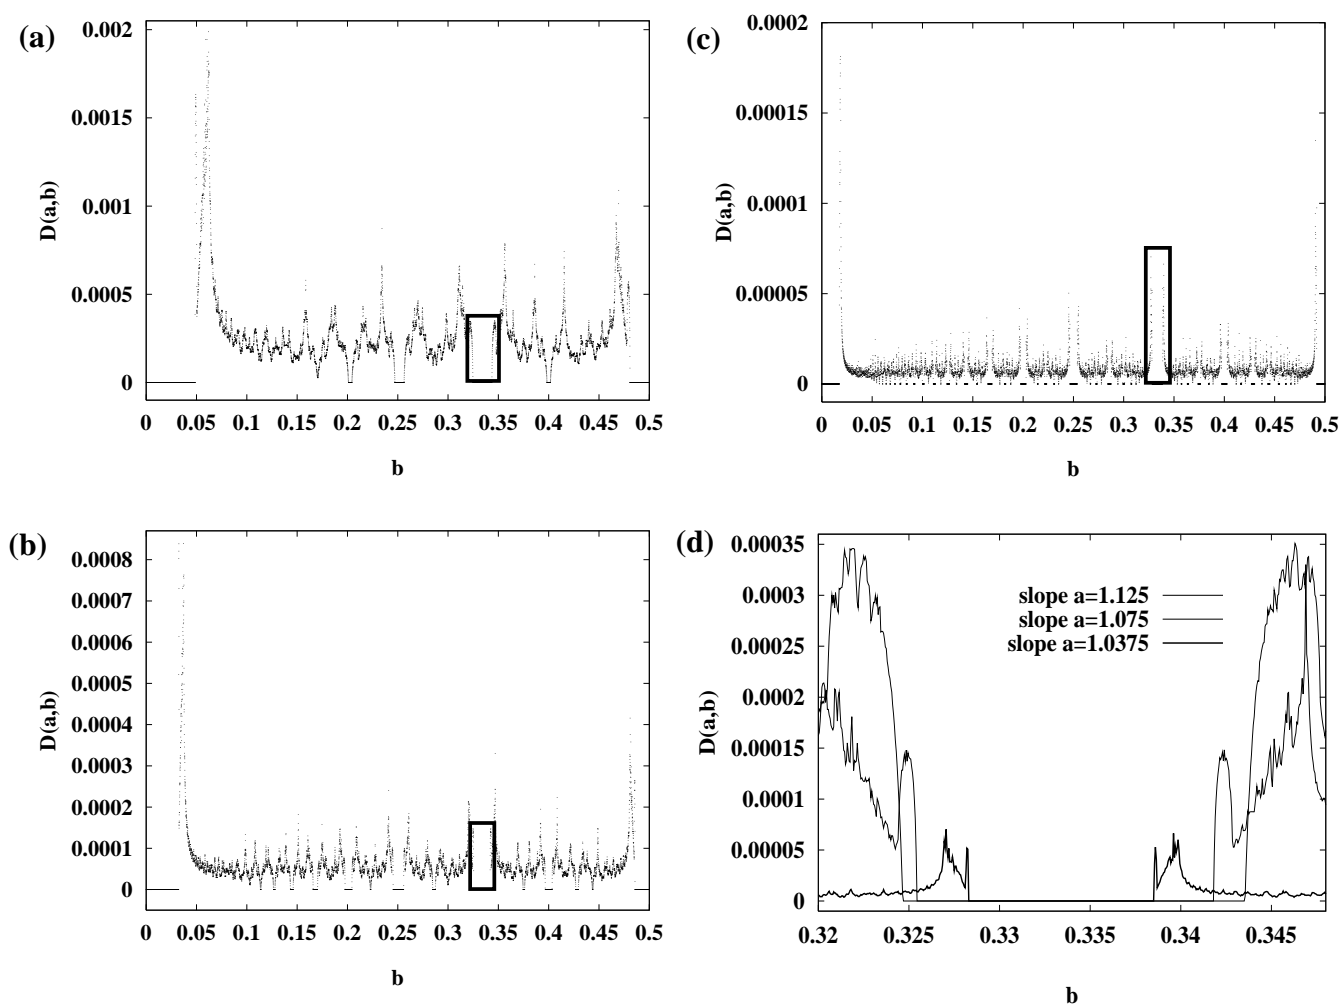 (a)
0.002
0.0015
0.001
0.0005
0
D(a,b)
0 0.05 0.1 0.15 0.2 0.25 0.3 0.35 0.4 0.45 0.5
b
(c)
0.0002
0.00015
0.0001
0.00005
0
D(a,b)
0 0.05 0.1 0.15 0.2 0.25 0.3 0.35 0.4 0.45 0.5
b
(b)
0.0008
0.0007
0.0006
0.0005
0.0004
0.0003
0.0002
0.0001
0
D(a,b)
0 0.05 0.1 0.15 0.2 0.25 0.3 0.35 0.4 0.45 0.5
b
(d)
0.00035
0.0003
0.00025
0.0002
0.00015
0.0001
0.00005
0
D(a,b)
slope a=1.125
slope a=1.075
slope a=1.0375
0.32 0.325 0.33 0.335 0.34 0.345
b